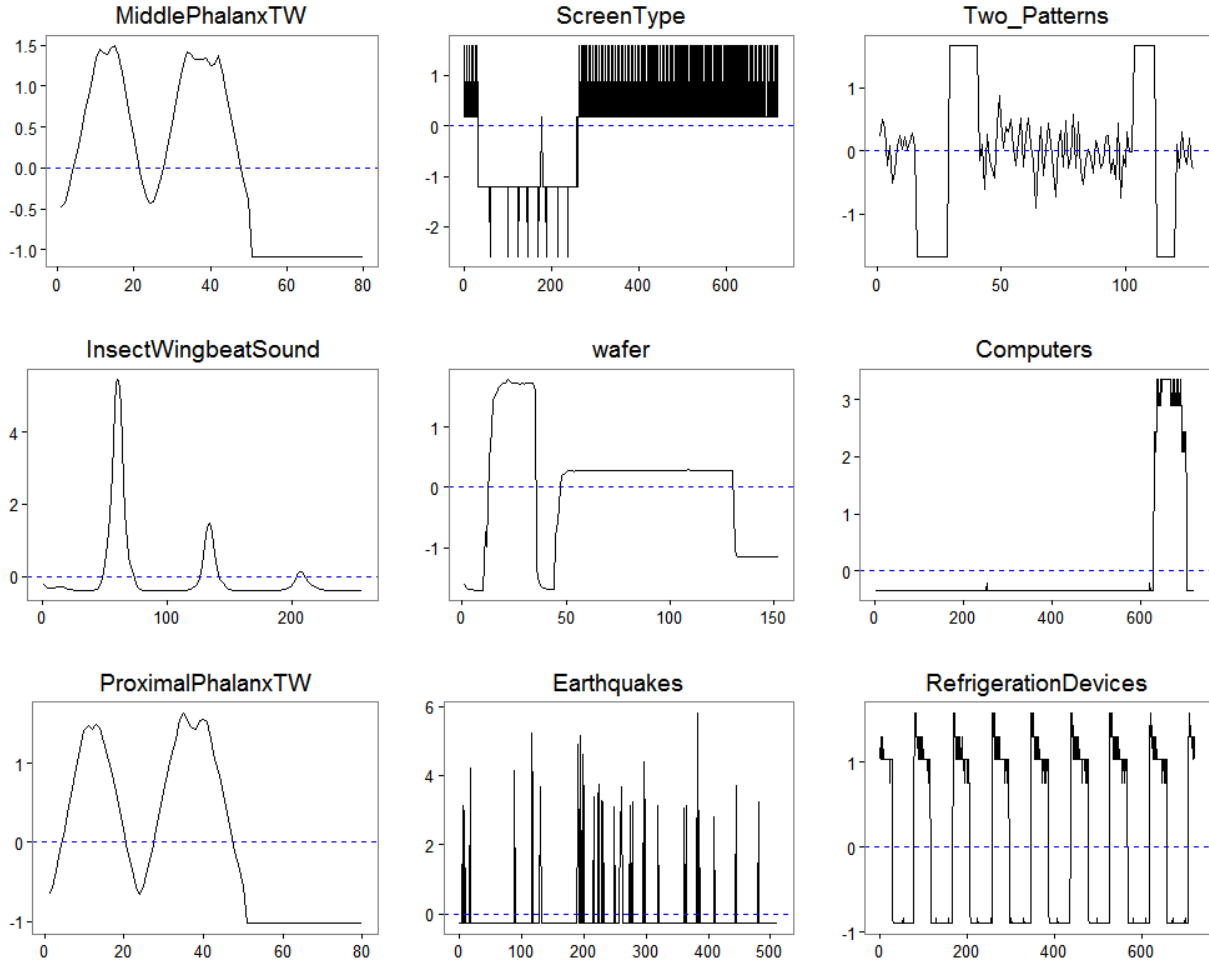 MiddlePhalanxTW
1.5
1.0
0.5
0.0
-0.5
-1.0
0 20 40 60 80
ScreenType
1
0
-1
-2
0 200 400 600
Two_Patterns
1
0
-1
0 50 100
InsectWingbeatSound
4
2
0
0 100 200
wafer
1
0
-1
0 50 100 150
Computers
3
2
1
0
0 200 400 600
ProximalPhalanxTW
1
0
-1
0 20 40 60 80
Earthquakes
6
4
2
0
0 100 200 300 400 500
RefrigerationDevices
1
0
-1
0 200 400 600